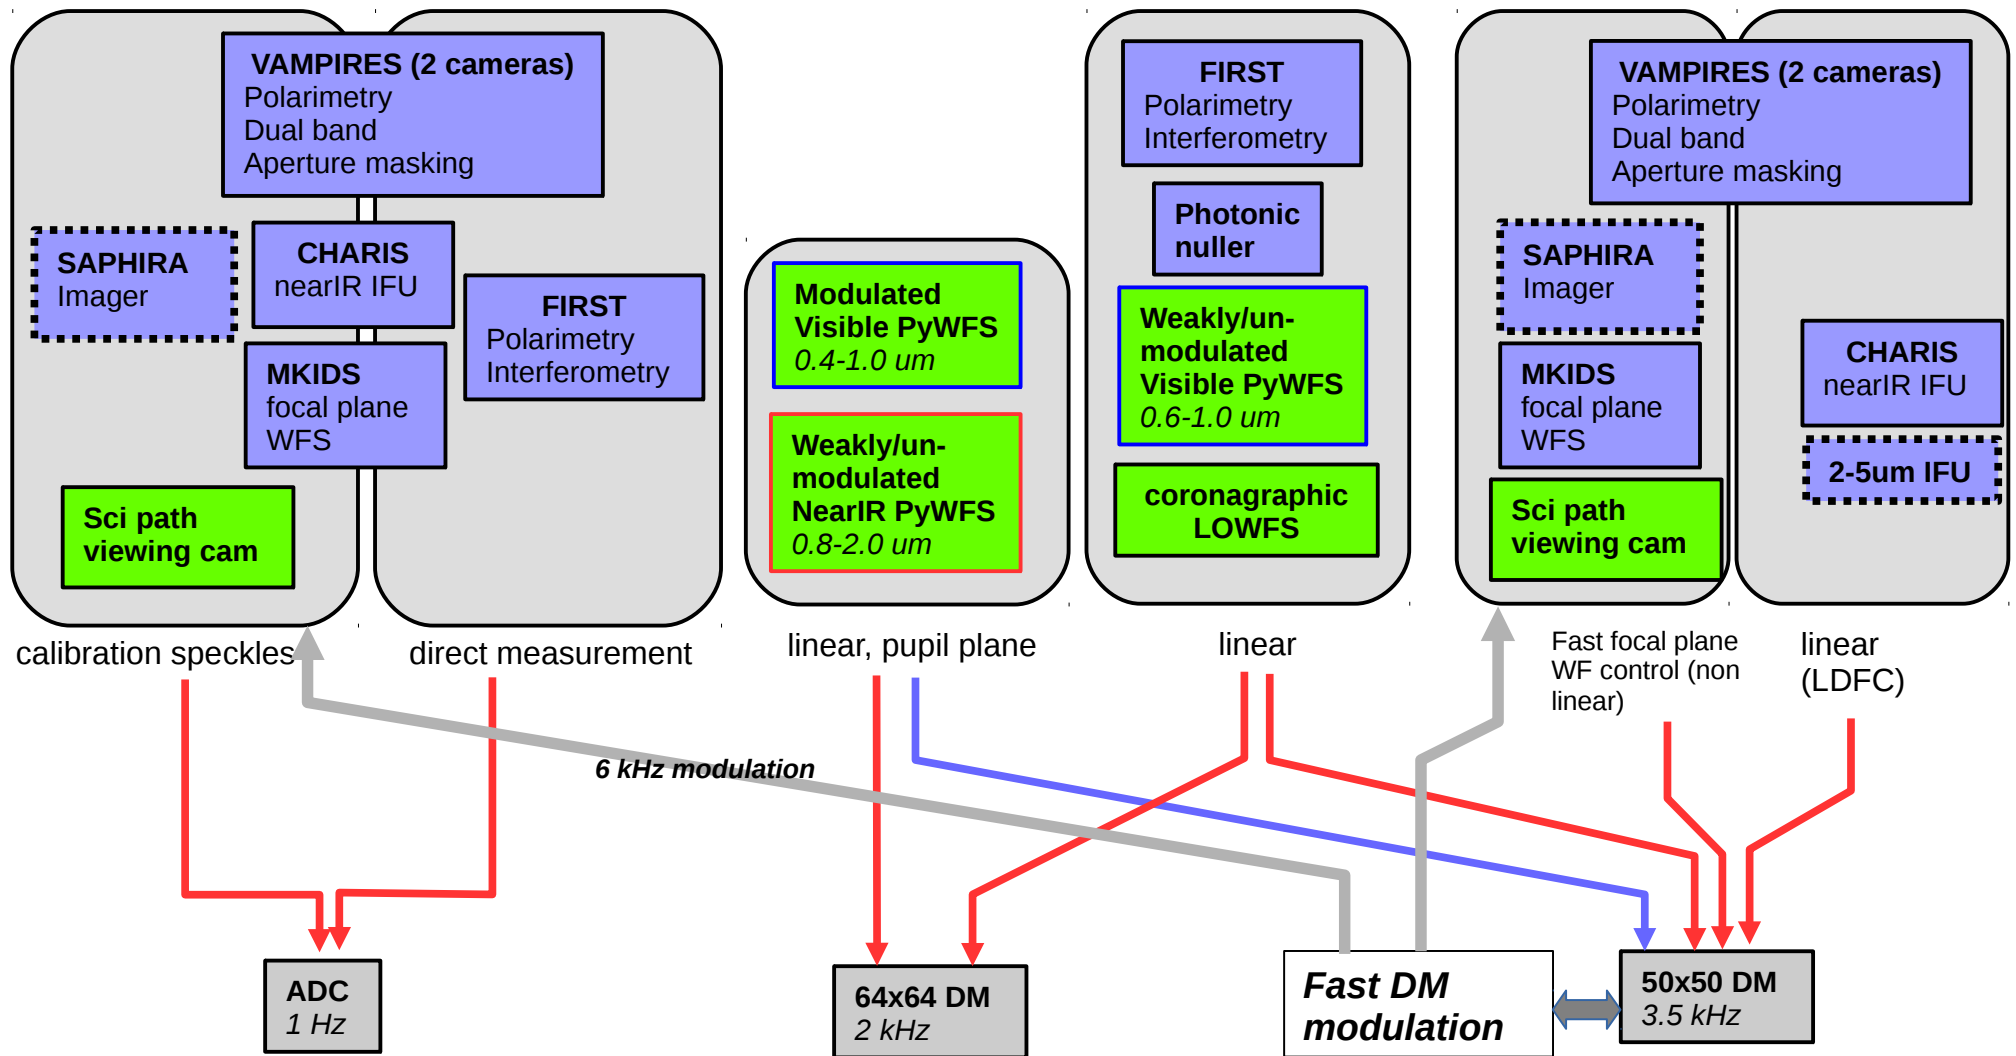 VAMPIRES (2 cameras)
Polarimetry
Dual band
Aperture masking
SAPHIRA
Imager
CHARIS
nearIR IFU
MKIDS
focal plane
WFS
FIRST
Polarimetry
Interferometry
Sci path
viewing cam
Modulated
Visible PyWFS
0.4-1.0 um
Weakly/un-
modulated
NearIR PyWFS
0.8-2.0 um
FIRST
Polarimetry
Interferometry
Photonic
nuller
Weakly/un-
modulated
Visible PyWFS
0.6-1.0 um
coronagraphic
LOWFS
VAMPIRES (2 cameras)
Polarimetry
Dual band
Aperture masking
SAPHIRA
Imager
MKIDS
focal plane
WFS
Sci path
viewing cam
CHARIS
nearIR IFU
2-5um IFU
calibration speckles
direct measurement
linear, pupil plane
linear
Fast focal plane
WF control (non
linear)
linear
(LDFC)
6 kHz modulation
ADC
1 Hz
64x64 DM
2 kHz
Fast DM
modulation
50x50 DM
3.5 kHz